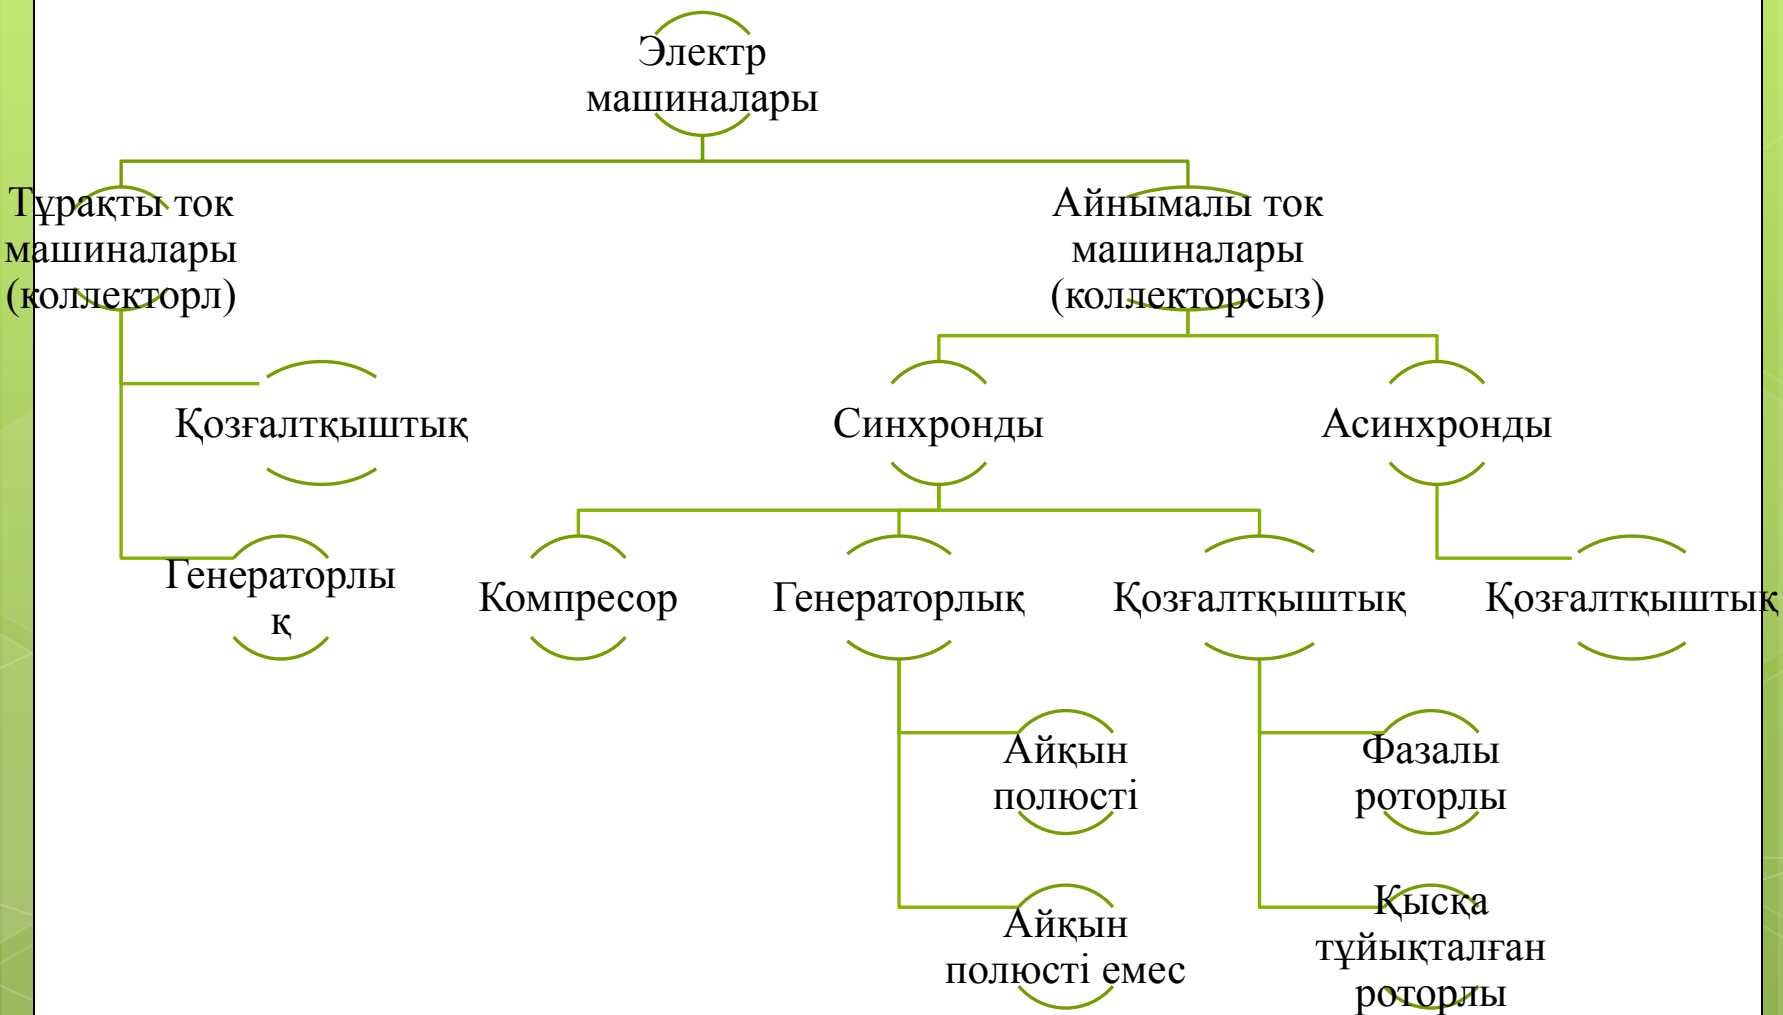 Электр
машиналары
Тұрақты ток
машиналары
(коллекторл)
Айнымалы ток
машиналары
(коллекторсыз)
Қозғалтқыштық
Синхронды
Асинхронды
Генераторлы
қ
Компресор
Генераторлық
Қозғалтқыштық
Қозғалтқыштық
Айқын
полюсті
Фазалы
роторлы
Айқын
полюсті емес
Қысқа
тұйықталған
роторлы